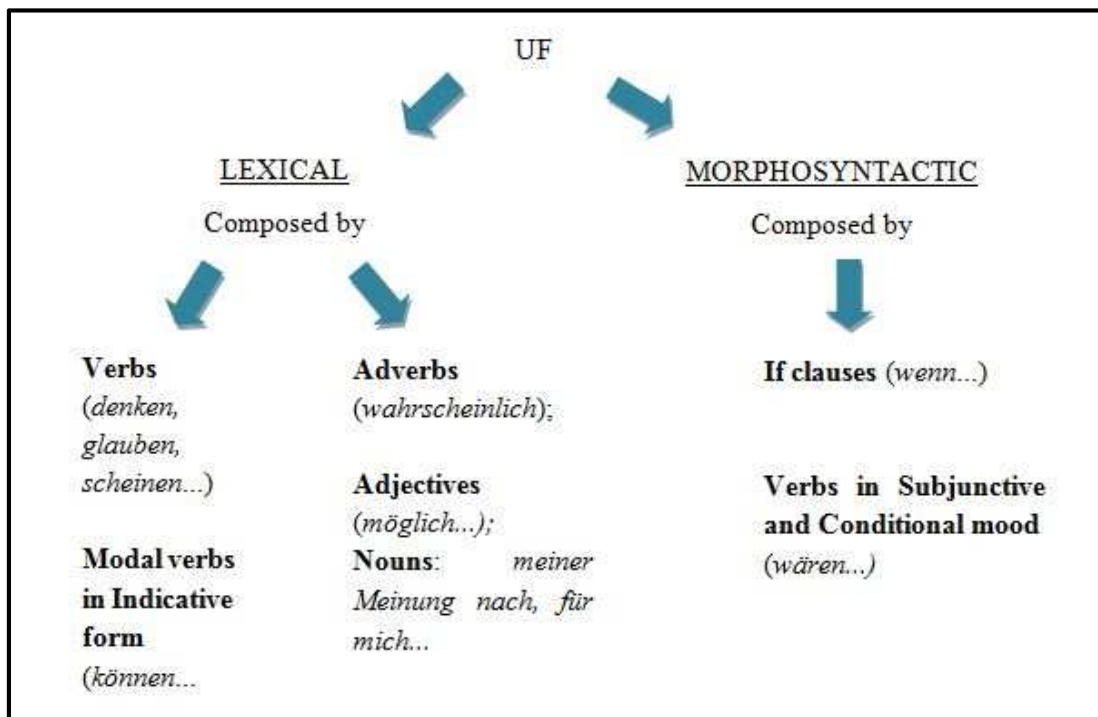 UF
LEXICAL
Composed by
Verbs
(denken,
glauben,
scheinen...)
Modal verbs
in Indicative
form
(können...
Adverbs
(wahrscheinlich);
Adjectives
(möglich...);
Nouns: meiner
Meinung nach, für
mich...
MORPHOSYNTACTIC
Composed by
If clauses (wenn...)
Verbs in Subjunctive
and Conditional mood
(wären...)